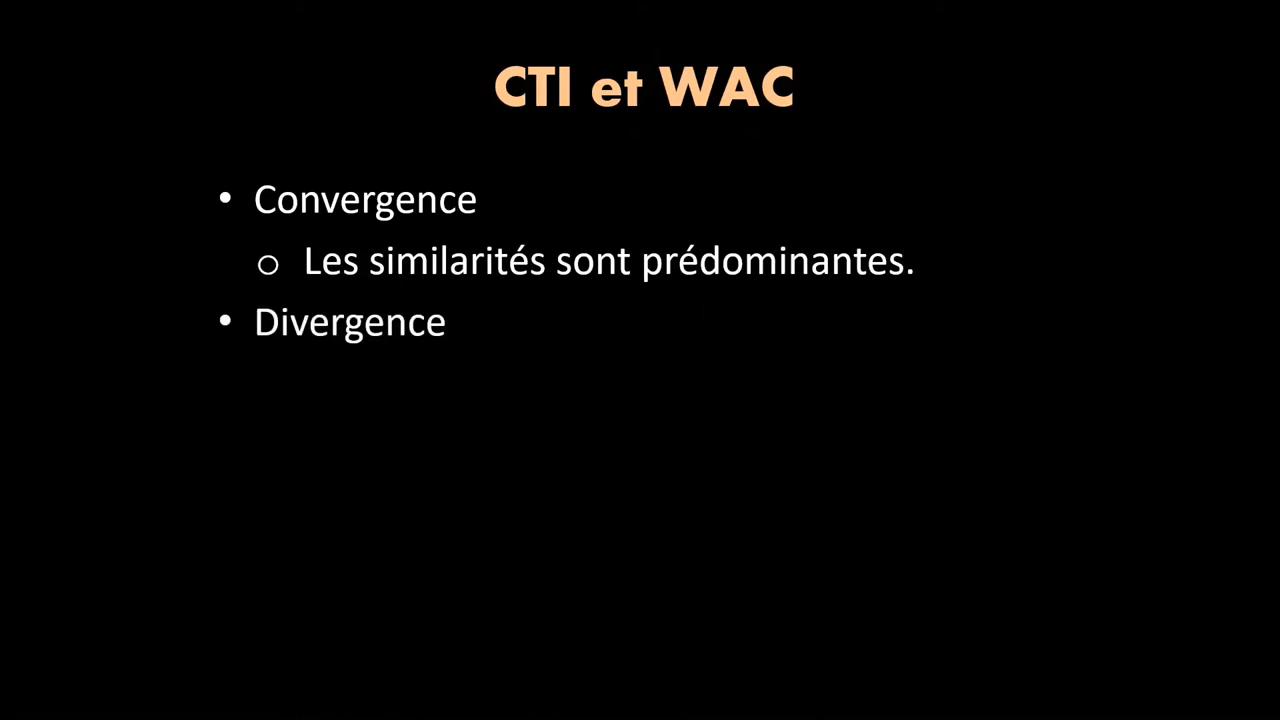 CTI et WAC
• Convergence
o Les similarités sont prédominantes.
• Divergence